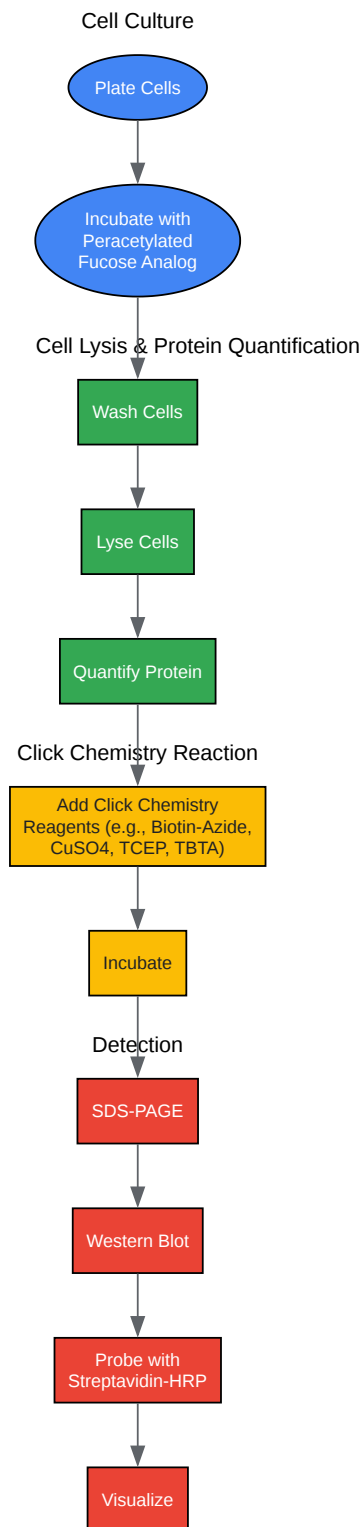 Cell Culture
Plate Cells
Incubate with
Peracetylated
Fucose Analog
Cell Lysis & Protein Quantification
Wash Cells
Lyse Cells
Quantify Protein
Click Chemistry Reaction
Add Click Chemistry
Reagents (e.g., Biotin-Azide,
CuSO4, TCEP, TBTA)
Incubate
Detection
SDS-PAGE
Western Blot
Probe with
Streptavidin-HRP
Visualize